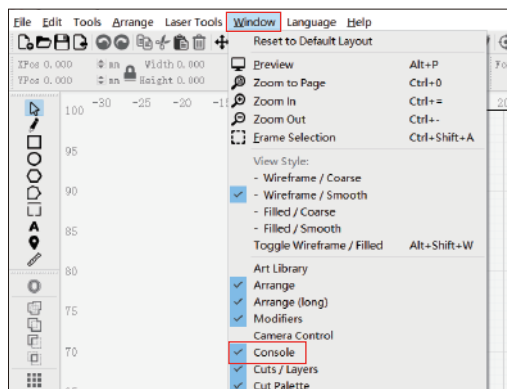 File Edit Tools Arrange Laser Tools Window Language Help
XPos 0.000 mm Width 0.000
YPos 0.000 mm Height 0.000
Reset to Default Layout
Preview Alt+P
Zoom to Page Ctrl+0
Zoom In Ctrl+=
Zoom Out Ctrl+-
Frame Selection Ctrl+Shift+A
View Style:
- Wireframe / Coarse
- Wireframe / Smooth
- Filled / Coarse
- Filled / Smooth
Toggle Wireframe / Filled Alt+Shift+W
Art Library
Arrange
Arrange (long)
Modifiers
Camera Control
Console
Cuts / Layers
Cut Palette
-30 -25 -20
100
95
90
85
80
75
70
A